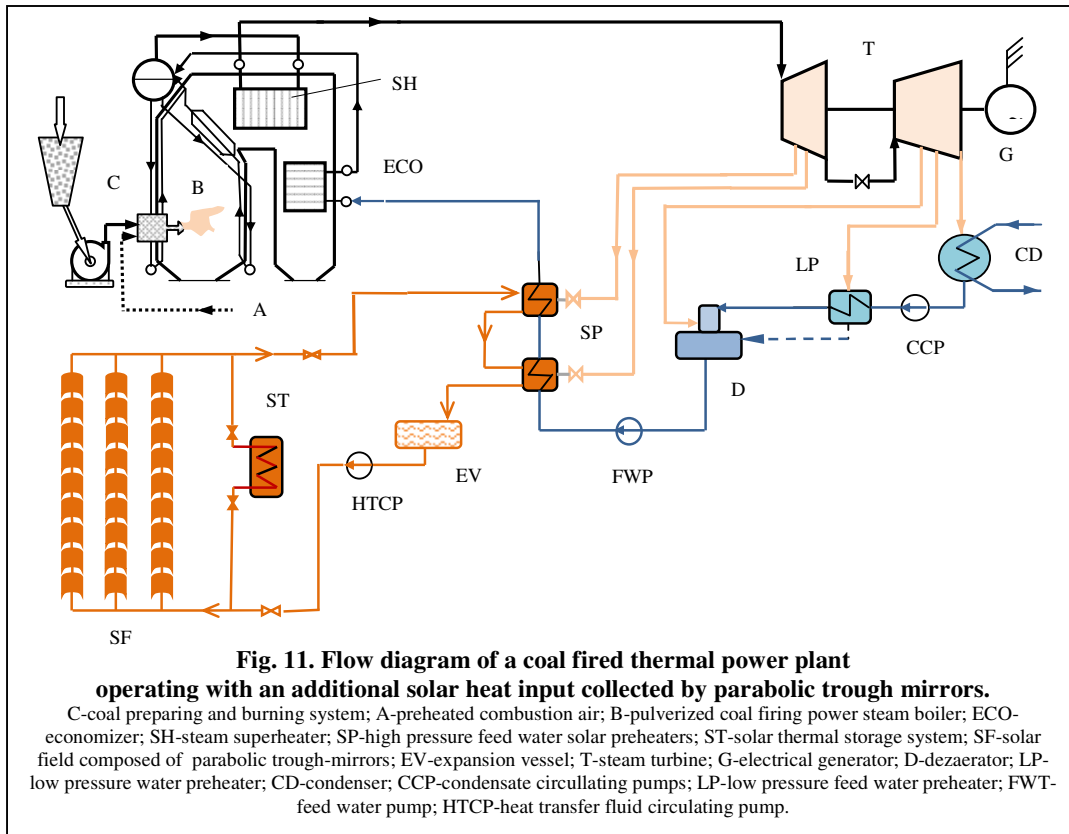 T
SH
G
ECO
C
B
CD
LP
A
SP
CCP
ST
D
EV
FWP
HTCP
SF
Fig. 11. Flow diagram of a coal fired thermal power plant
operating with an additional solar heat input collected by parabolic trough mirrors.
C-coal preparing and burning system; A-preheated combustion air; B-pulverized coal firing power steam boiler; ECO-
economizer; SH-steam superheater; SP-high pressure feed water solar preheaters; ST-solar thermal storage system; SF-solar
field composed of parabolic trough-mirrors; EV-expansion vessel; T-steam turbine; G-electrical generator; D-dezaerator; LP-
low pressure water preheater; CD-condenser; CCP-condensate circullating pumps; LP-low pressure feed water preheater; FWT-
feed water pump; HTCP-heat transfer fluid circulating pump.